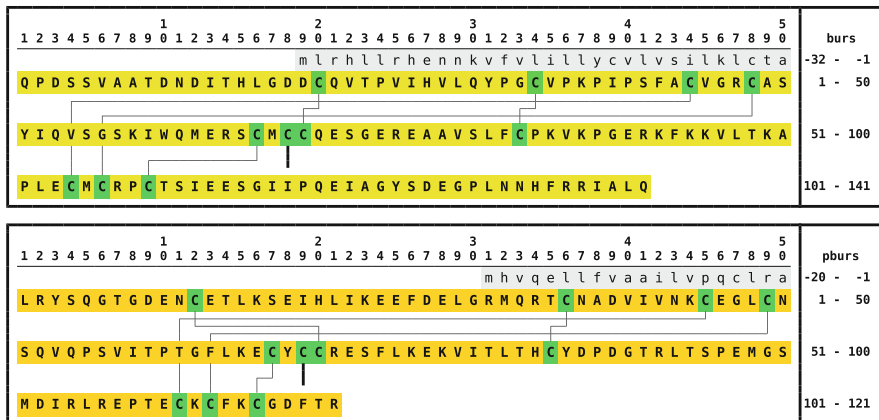 1 2 3 4 5
1 2 3 4 5 6 7 8 9 0 1 2 3 4 5 6 7 8 9 0 1 2 3 4 5 6 7 8 9 0 1 2 3 4 5 6 7 8 9 0 1 2 3 4 5 6 7 8 9 0 burs
m l r h l l r h e n n k v f v l i l l y c v l v s i l k l c t a -32 - -1
Q P D S S V A A T D N D I T H L G D D C Q V T P V I H V L Q Y P G C V P K P I P S F A C V G R C A S 1 - 50
Y I Q V S G S K I W Q M E R S C M C C Q E S G E R E A A V S L F C P K V K P G E R K F K K V L T K A 51 - 100
P L E C M C R P C T S I E E S G I I P Q E I A G Y S D E G P L N N H F R R I A L Q 101 - 141
1 2 3 4 5
1 2 3 4 5 6 7 8 9 0 1 2 3 4 5 6 7 8 9 0 1 2 3 4 5 6 7 8 9 0 1 2 3 4 5 6 7 8 9 0 1 2 3 4 5 6 7 8 9 0 pburs
m h v q e l l f v a a i l v p q c l r a -20 - -1
L R Y S Q G T G D E N C E T L K S E I H L I K E E F D E L G R M Q R T C N A D V I V N K C E G L C N 1 - 50
S Q V Q P S V I T P T G F L K E C Y C C R E S F L K E K V I T L T H C Y D P D G T R L T S P E M G S 51 - 100
M D I R L R E P T E C K C F K C G D F T R 101 - 121